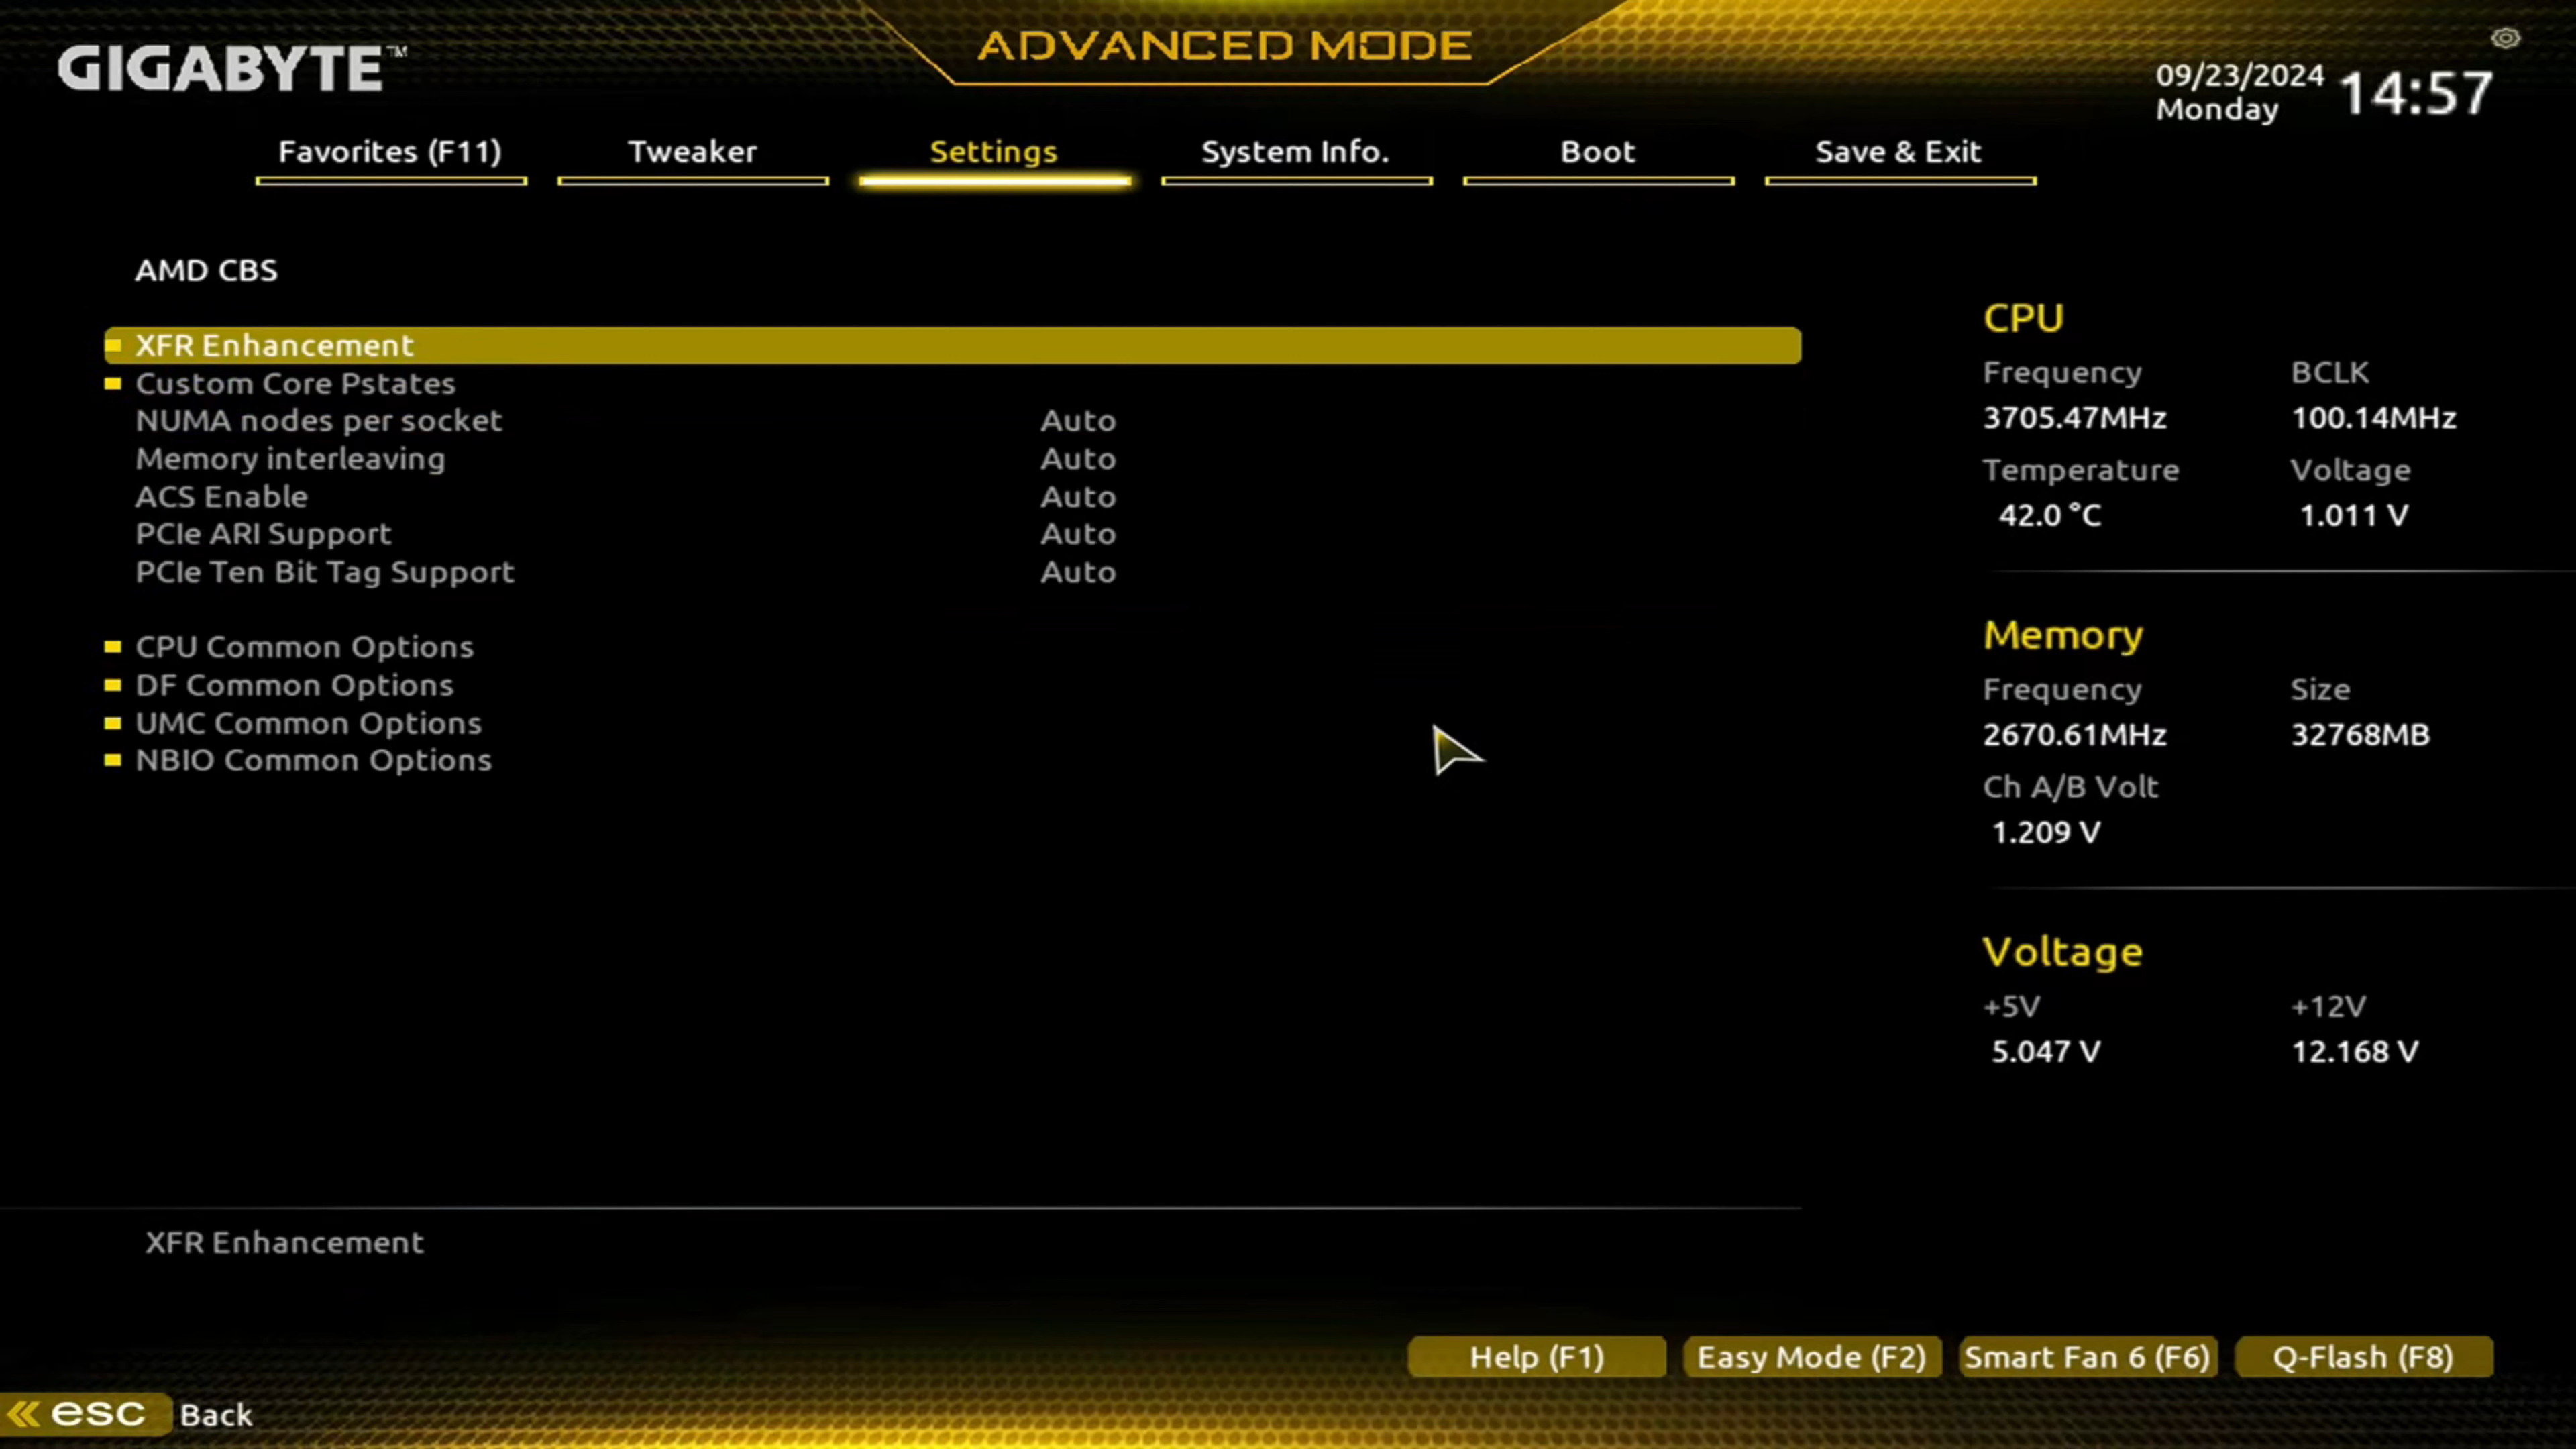 GIGABYTE™
ADVANCED MODE
09/23/2024
Monday
14:57
Favorites (F11)
Tweaker
Settings
System Info.
Boot
Save & Exit
AMD CBS
XFR Enhancement
Custom Core Pstates
NUMA nodes per socket Auto
Memory interleaving Auto
ACS Enable Auto
PCIe ARI Support Auto
PCIe Ten Bit Tag Support Auto
CPU Common Options
DF Common Options
UMC Common Options
NBIO Common Options
CPU
Frequency BCLK
3705.47MHz 100.14MHz
Temperature Voltage
42.0 °C 1.011 V
Memory
Frequency Size
2670.61MHz 32768MB
Ch A/B Volt
1.209 V
Voltage
+5V +12V
5.047 V 12.168 V
XFR Enhancement
Help (F1)
Easy Mode (F2)
Smart Fan 6 (F6)
Q-Flash (F8)
esc Back